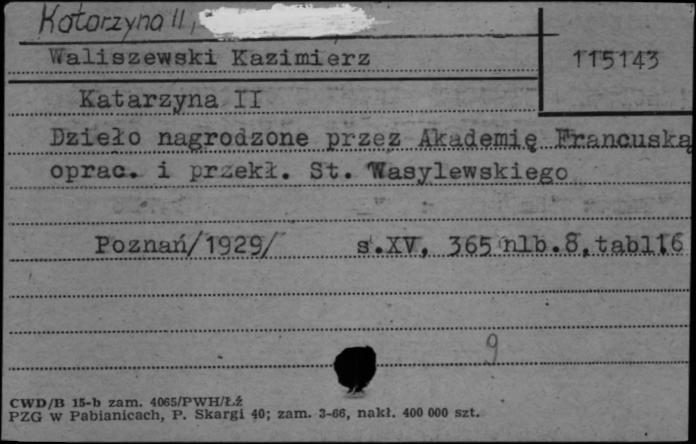 Katarzyna II,
Waliszewski Kazimierz
115143
Katarzyna II
Dzieło nagrodzone przez Akademię Francuską
oprac. i przekł. St. Wasylewskiego
Poznań/1929/ s.XV, 365 nlb.8, tabl16
9
CWD/B 15-b zam. 4065/PWH/Łź
PZG w Pabianicach, P. Skargi 40; zam. 3-66, nakł. 400 000 szt.